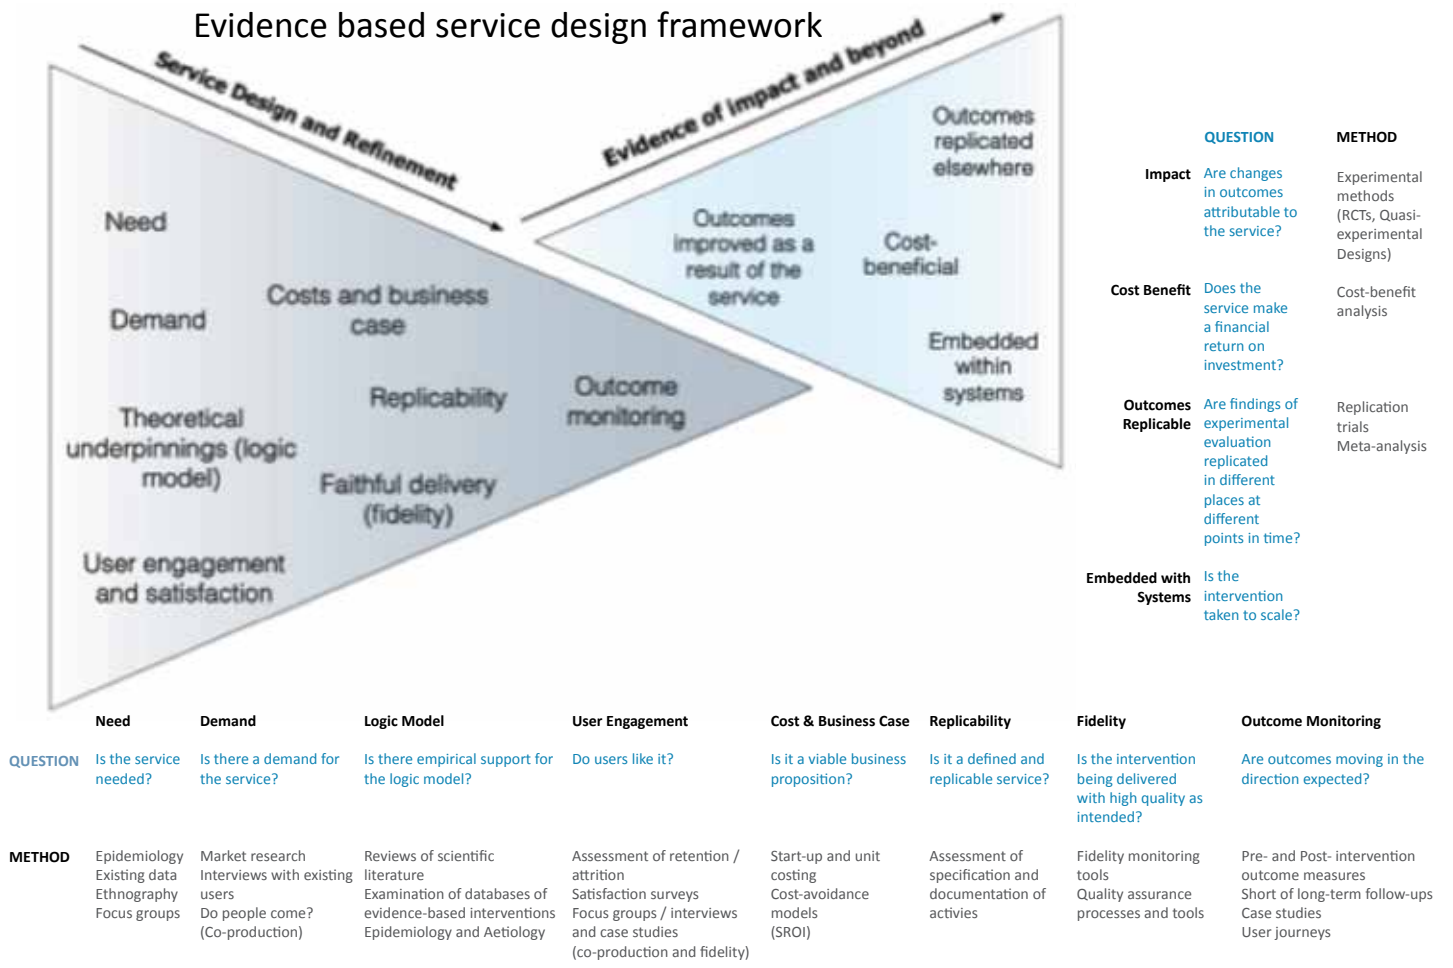 Evidence based service design framework
Service Design and Refinement
Evidence of impact and beyond
Need
Demand
Theoretical
underpinnings (logic
model)
User engagement
and satisfaction
Costs and business
case
Replicability
Faithful delivery
(fidelity)
Outcome
monitoring
Outcomes
improved as a
result of the
service
Cost-
beneficial
Outcomes
replicated
elsewhere
Embedded
within
systems
QUESTION
METHOD
Impact
Are changes
in outcomes
attributable to
the service?
Experimental
methods
(RCTs, Quasi-
experimental
Designs)
Cost Benefit
Does the
service make
a financial
return on
investment?
Cost-benefit
analysis
Outcomes
Replicable
Are findings of
experimental
evaluation
replicated
in different
places at
different
points in time?
Replication
trials
Meta-analysis
Embedded with
Systems
Is the
intervention
taken to scale?
Need
Demand
Logic Model
User Engagement
Cost & Business Case
Replicability
Fidelity
Outcome Monitoring
QUESTION
Is the service
needed?
Is there a demand for
the service?
Is there empirical support for
the logic model?
Do users like it?
Is it a viable business
proposition?
Is it a defined and
replicable service?
Is the intervention
being delivered
with high quality as
intended?
Are outcomes moving in the
direction expected?
METHOD
Epidemiology
Existing data
Ethnography
Focus groups
Market research
Interviews with existing
users
Do people come?
(Co-production)
Reviews of scientific
literature
Examination of databases of
evidence-based interventions
Epidemiology and Aetiology
Assessment of retention /
attrition
Satisfaction surveys
Focus groups / interviews
and case studies
(co-production and fidelity)
Start-up and unit
costing
Cost-avoidance
models
(SROI)
Assessment of
specification and
documentation of
activies
Fidelity monitoring
tools
Quality assurance
processes and tools
Pre- and Post- intervention
outcome measures
Short of long-term follow-ups
Case studies
User journeys